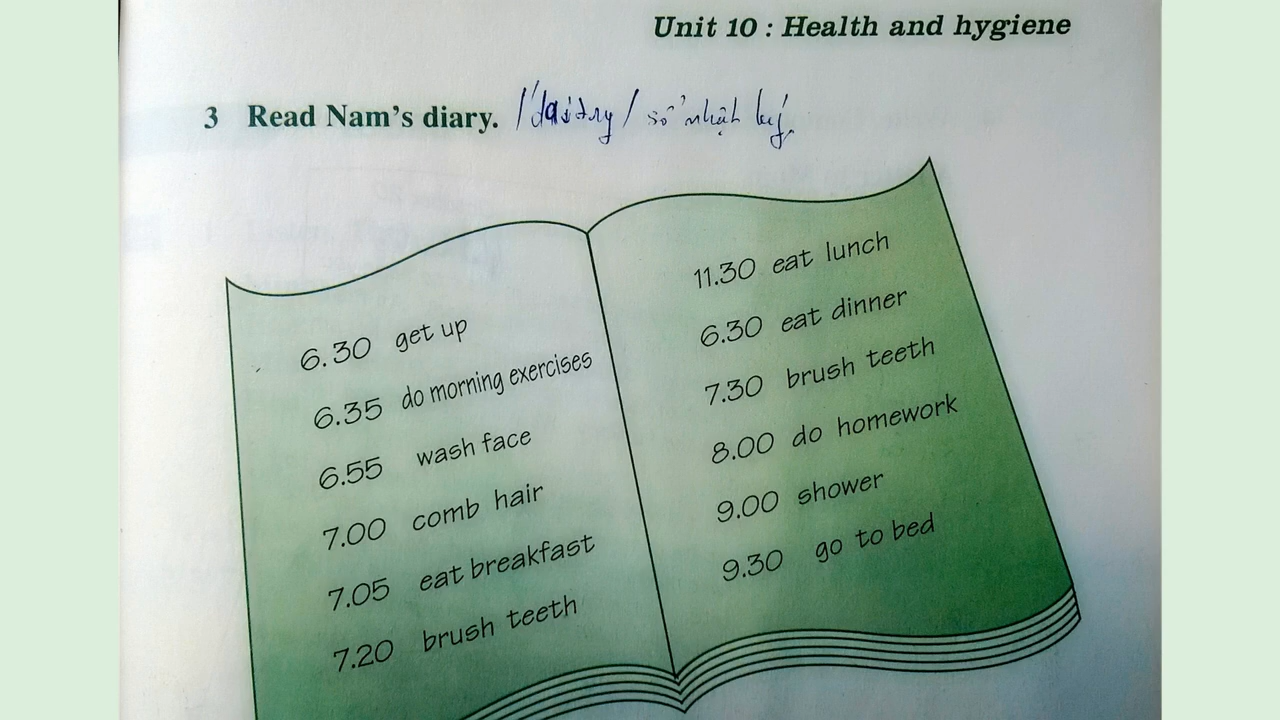 Unit 10 : Health and hygiene
3 Read Nam's diary. /'daiəry/ sổ nhật ký.
6.30 get up
6.35 do morning exercises
6.55 wash face
7.00 comb hair
7.05 eat breakfast
7.20 brush teeth
11.30 eat lunch
6.30 eat dinner
7.30 brush teeth
8.00 do homework
9.00 shower
9.30 go to bed